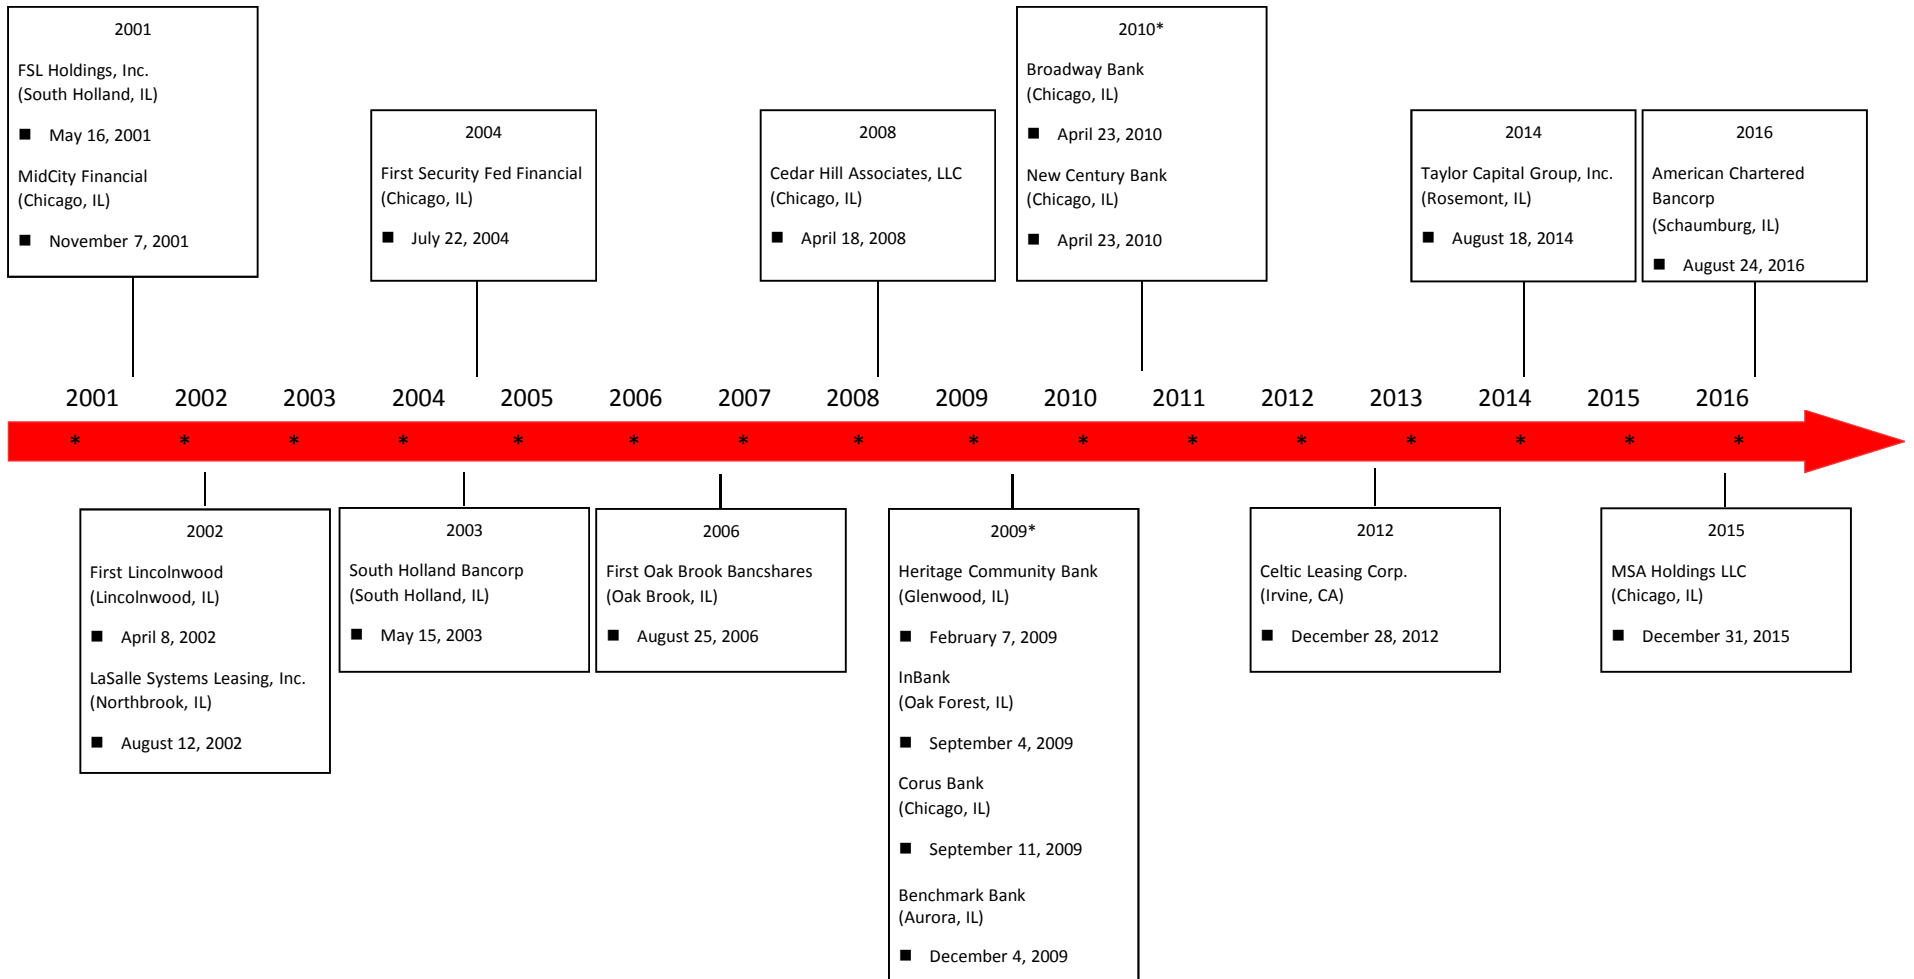 2001
FSL Holdings, Inc.
(South Holland, IL)
■ May 16, 2001
MidCity Financial
(Chicago, IL)
■ November 7, 2001
2004
First Security Fed Financial
(Chicago, IL)
■ July 22, 2004
2008
Cedar Hill Associates, LLC
(Chicago, IL)
■ April 18, 2008
2010*
Broadway Bank
(Chicago, IL)
■ April 23, 2010
New Century Bank
(Chicago, IL)
■ April 23, 2010
2014
Taylor Capital Group, Inc.
(Rosemont, IL)
■ August 18, 2014
2016
American Chartered
Bancorp
(Schaumburg, IL)
■ August 24, 2016
2001 2002 2003 2004 2005 2006 2007 2008 2009 2010 2011 2012 2013 2014 2015 2016
* * * * * * * * * * * * * * * *
2002
First Lincolnwood
(Lincolnwood, IL)
■ April 8, 2002
LaSalle Systems Leasing, Inc.
(Northbrook, IL)
■ August 12, 2002
2003
South Holland Bancorp
(South Holland, IL)
■ May 15, 2003
2006
First Oak Brook Bancshares
(Oak Brook, IL)
■ August 25, 2006
2009*
Heritage Community Bank
(Glenwood, IL)
■ February 7, 2009
InBank
(Oak Forest, IL)
■ September 4, 2009
Corus Bank
(Chicago, IL)
■ September 11, 2009
Benchmark Bank
(Aurora, IL)
■ December 4, 2009
2012
Celtic Leasing Corp.
(Irvine, CA)
■ December 28, 2012
2015
MSA Holdings LLC
(Chicago, IL)
■ December 31, 2015